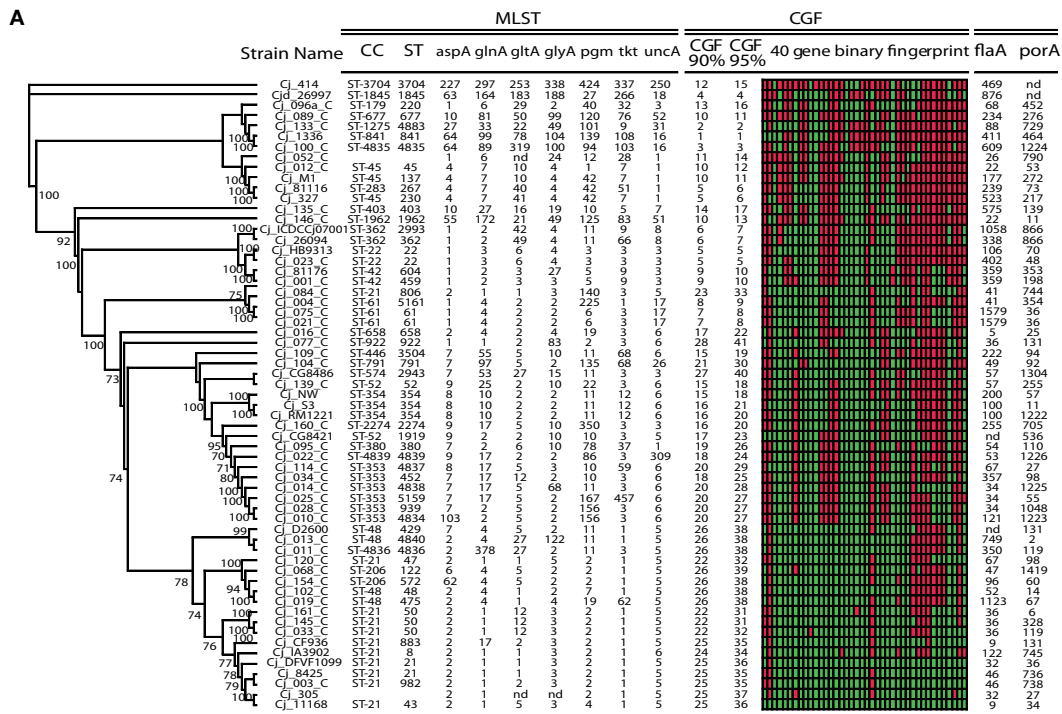 A
MLST CGF
Strain Name CC ST aspA glnA gltA glyA pgm tkt uncA CGF 90% CGF 95% 40 gene binary fingerprint flaA porA
Cj_414 ST-3704 3704 227 297 253 338 424 337 250 12 15 469 nd
Cjd_26997 ST-1845 1845 63 164 183 188 27 266 18 4 4 876 nd
Cj_096a_C ST-179 220 1 6 29 2 40 32 3 13 16 68 452
Cj_089_C ST-677 677 10 81 50 99 120 76 52 10 11 234 276
Cj_133_C ST-1275 4883 27 33 22 49 101 9 31 2 2 88 729
100 Cj_1336 ST-841 841 64 99 78 104 139 108 16 1 1 411 464
100 Cj_100_C ST-4835 4835 64 89 319 100 94 103 16 3 3 609 1224
Cj_052_C 1 6 nd 24 12 28 1 11 14 26 790
Cj_012_C ST-45 45 4 7 10 4 1 7 1 10 12 22 53
100 Cj_M1 ST-45 137 4 7 10 4 42 7 1 10 11 177 272
100 100 Cj_81116 ST-283 267 4 7 40 4 42 51 1 5 6 239 73
100 Cj_327 ST-45 230 4 7 41 4 42 7 1 5 6 523 217
Cj_135_C ST-403 403 10 27 16 19 10 5 7 14 17 575 139
100 Cj_146_C ST-1962 1962 55 172 21 49 125 83 51 10 13 22 11
100 Cj_ICDCCJ07001 ST-362 2993 1 2 42 4 11 9 8 6 7 1058 866
92 100 Cj_26094 ST-362 362 1 2 49 4 11 66 8 6 7 338 866
100 Cj_HB9313 ST-22 22 1 3 6 4 3 3 3 5 5 106 70
100 Cj_023_C ST-22 22 1 3 6 4 3 3 3 5 5 402 48
100 Cj_81176 ST-42 604 1 2 3 27 5 9 3 9 10 359 353
Cj_001_C ST-42 459 1 2 3 3 5 9 3 9 10 359 198
75 Cj_084_C ST-21 806 2 1 1 3 140 3 5 23 33 41 744
100 Cj_004_C ST-61 5161 1 4 2 2 225 1 17 8 9 41 354
100 Cj_075_C ST-61 61 1 4 2 2 6 3 17 7 8 1579 36
Cj_021_C ST-61 61 1 4 2 2 6 3 17 7 8 1579 36
Cj_016_C ST-658 658 2 4 2 4 19 3 6 17 22 5 25
100 Cj_077_C ST-922 922 1 1 2 83 2 3 6 28 41 36 131
Cj_109_C ST-446 3504 7 55 5 10 11 68 6 15 19 222 94
Cj_104_C ST-791 791 7 97 5 2 135 68 26 21 30 49 92
73 Cj_CG8486 ST-574 2943 7 53 27 15 11 3 3 27 40 57 1304
Cj_139_C ST-52 52 9 25 2 10 22 3 6 15 18 57 255
Cj_NW ST-354 354 8 10 2 2 11 12 6 15 18 200 57
100 Cj_S3 ST-354 354 8 10 2 2 11 12 6 16 21 100 11
100 Cj_RM1221 ST-354 354 8 10 2 2 11 12 6 16 20 100 1222
Cj_160_C ST-2274 2274 9 17 5 10 350 3 3 16 20 255 705
Cj_CG8421 ST-52 1919 9 2 2 10 10 3 5 17 23 nd 536
95 Cj_095_C ST-380 380 7 2 6 10 78 37 1 19 26 54 110
70 Cj_022_C ST-4839 4839 9 17 2 2 86 3 309 18 24 53 1226
71 Cj_114_C ST-353 4837 8 17 5 3 10 59 6 20 29 67 27
74 80 Cj_034_C ST-353 452 7 17 12 2 10 3 6 18 25 357 98
100 Cj_014_C ST-353 4838 7 17 5 68 11 3 6 20 28 34 1225
100 Cj_025_C ST-353 5159 7 17 5 2 167 457 6 20 27 34 55
100 Cj_028_C ST-353 939 7 2 5 2 156 3 6 20 27 34 1048
Cj_010_C ST-353 4834 103 2 5 2 156 3 6 20 27 121 1223
99 Cj_D2600 ST-48 429 7 4 5 2 11 1 5 26 38 nd 131
Cj_013_C ST-48 4840 2 4 27 122 11 1 5 26 38 749 2
Cj_011_C ST-4836 4836 2 378 27 2 11 3 5 26 38 350 119
100 Cj_120_C ST-21 47 2 1 1 5 2 1 5 22 32 67 98
Cj_068_C ST-206 122 6 4 5 2 2 1 5 26 39 47 1419
78 94 Cj_154_C ST-206 572 62 4 5 2 2 1 5 26 38 96 60
Cj_102_C ST-48 48 2 4 1 2 7 1 5 26 38 52 14
100 Cj_019_C ST-48 475 2 4 1 4 19 62 5 26 38 1123 67
74 100 Cj_161_C ST-21 50 2 1 12 3 2 1 5 22 31 36 6
100 Cj_145_C ST-21 50 2 1 12 3 2 1 5 22 31 36 328
Cj_033_C ST-21 50 2 1 12 3 2 1 5 22 32 36 119
76 100 Cj_CF936 ST-21 883 2 17 2 3 2 1 5 25 35 9 131
Cj_IA3902 ST-21 8 2 1 1 3 2 1 6 24 34 122 745
77 Cj_DFVF1099 ST-21 21 2 1 1 3 2 1 5 25 36 32 36
78 Cj_8425 ST-21 21 2 1 1 3 2 1 5 25 35 46 736
79 Cj_003_C ST-21 982 2 1 2 3 2 1 5 25 35 46 738
100 Cj_305 2 1 nd nd 2 1 5 25 37 32 27
Cj_11168 ST-21 43 2 1 5 3 4 1 5 25 36 9 34